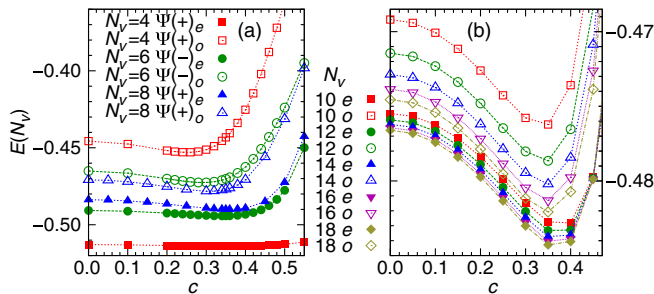 N_v=4 Ψ(+)_e
N_v=4 Ψ(+)_o
N_v=6 Ψ(−)_e
N_v=6 Ψ(−)_o
N_v=8 Ψ(+)_e
N_v=8 Ψ(+)_o
(a)
E(N_v)
−0.40
−0.45
−0.50
0.0 0.1 0.2 0.3 0.4 0.5
c
N_v
10 e
10 o
12 e
12 o
14 e
14 o
16 e
16 o
18 e
18 o
(b)
−0.47
−0.48
0.0 0.1 0.2 0.3 0.4
c